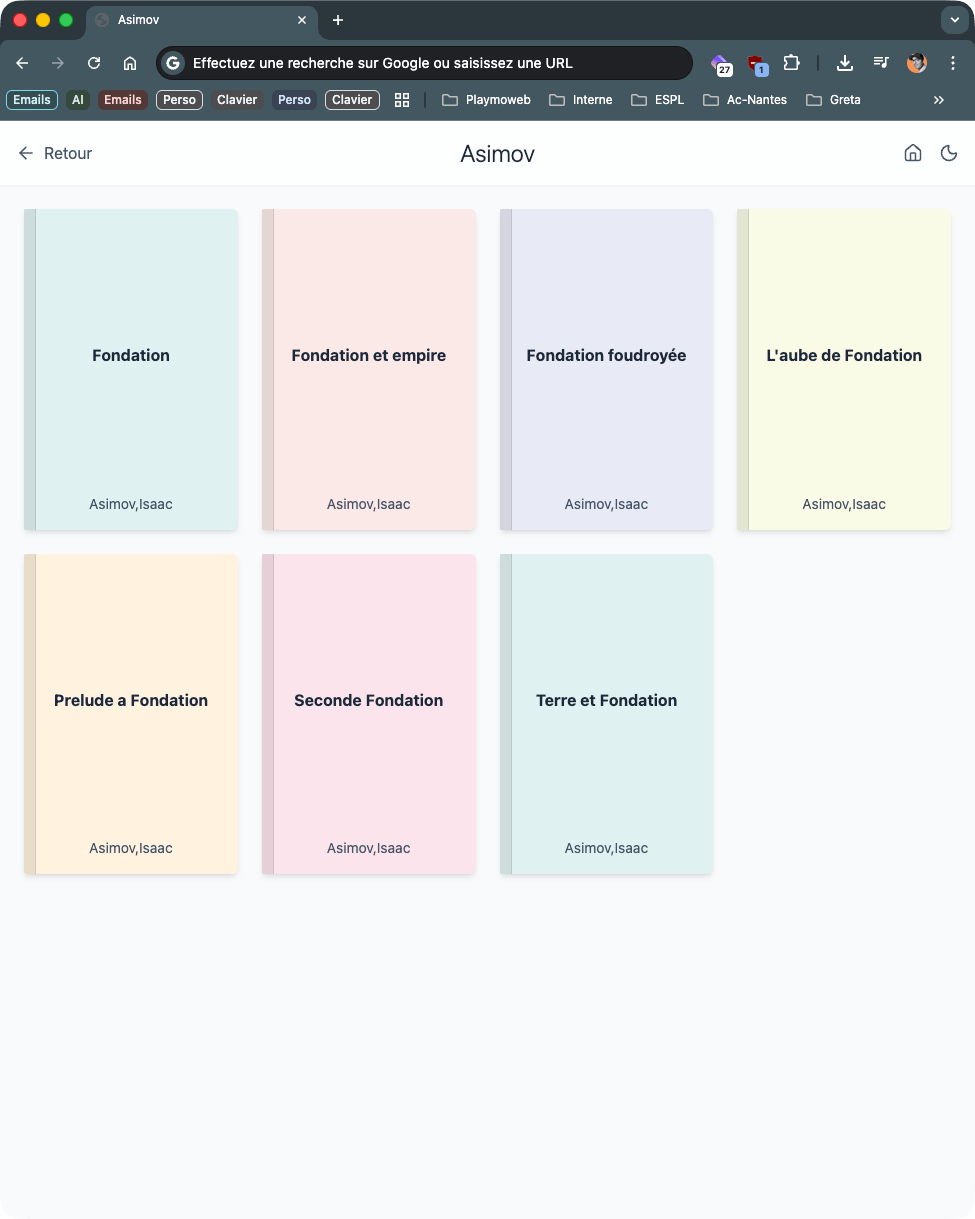 Asimov
Effectuez une recherche sur Google ou saisissez une URL
27
1
Emails AI Emails Perso Clavier Perso Clavier Playmoweb Interne ESPL Ac-Nantes Greta
Retour
Asimov
Fondation
Asimov,Isaac
Fondation et empire
Asimov,Isaac
Fondation foudroyée
Asimov,Isaac
L'aube de Fondation
Asimov,Isaac
Prelude a Fondation
Asimov,Isaac
Seconde Fondation
Asimov,Isaac
Terre et Fondation
Asimov,Isaac